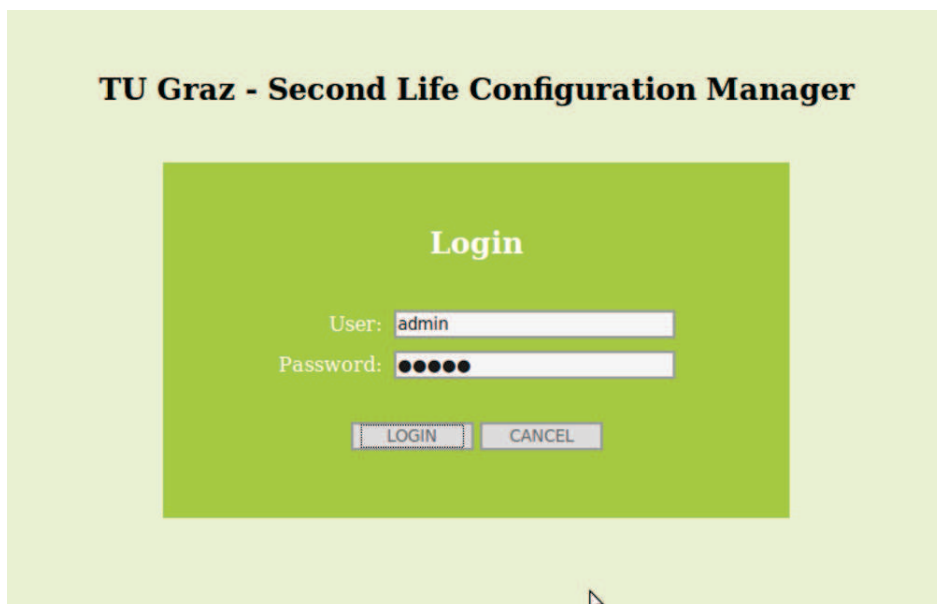 TU Graz - Second Life Configuration Manager
Login
User: admin
Password: ●●●●●
LOGIN CANCEL